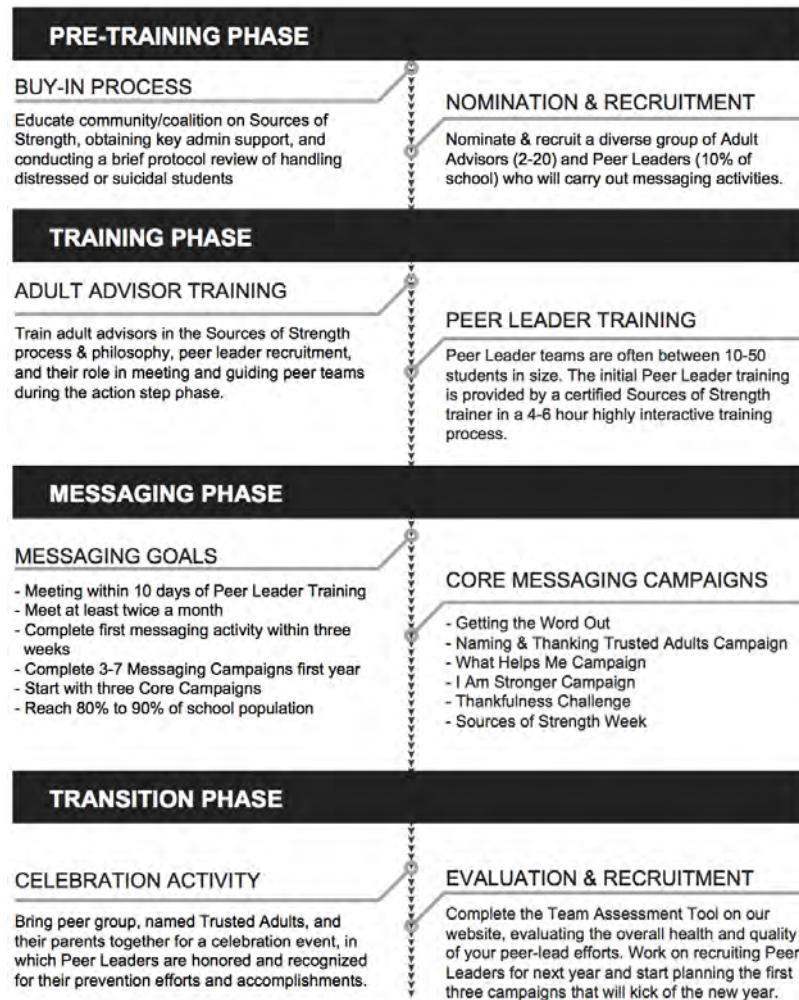 PRE-TRAINING PHASE
BUY-IN PROCESS
Educate community/coalition on Sources of
Strength, obtaining key admin support, and
conducting a brief protocol review of handling
distressed or suicidal students
NOMINATION & RECRUITMENT
Nominate & recruit a diverse group of Adult
Advisors (2-20) and Peer Leaders (10% of
school) who will carry out messaging activities.
TRAINING PHASE
ADULT ADVISOR TRAINING
Train adult advisors in the Sources of Strength
process & philosophy, peer leader recruitment,
and their role in meeting and guiding peer teams
during the action step phase.
PEER LEADER TRAINING
Peer Leader teams are often between 10-50
students in size. The initial Peer Leader training
is provided by a certified Sources of Strength
trainer in a 4-6 hour highly interactive training
process.
MESSAGING PHASE
MESSAGING GOALS
- Meeting within 10 days of Peer Leader Training
- Meet at least twice a month
- Complete first messaging activity within three
weeks
- Complete 3-7 Messaging Campaigns first year
- Start with three Core Campaigns
- Reach 80% to 90% of school population
CORE MESSAGING CAMPAIGNS
- Getting the Word Out
- Naming & Thanking Trusted Adults Campaign
- What Helps Me Campaign
- I Am Stronger Campaign
- Thankfulness Challenge
- Sources of Strength Week
TRANSITION PHASE
CELEBRATION ACTIVITY
Bring peer group, named Trusted Adults, and
their parents together for a celebration event, in
which Peer Leaders are honored and recognized
for their prevention efforts and accomplishments.
EVALUATION & RECRUITMENT
Complete the Team Assessment Tool on our
website, evaluating the overall health and quality
of your peer-lead efforts. Work on recruiting Peer
Leaders for next year and start planning the first
three campaigns that will kick of the new year.